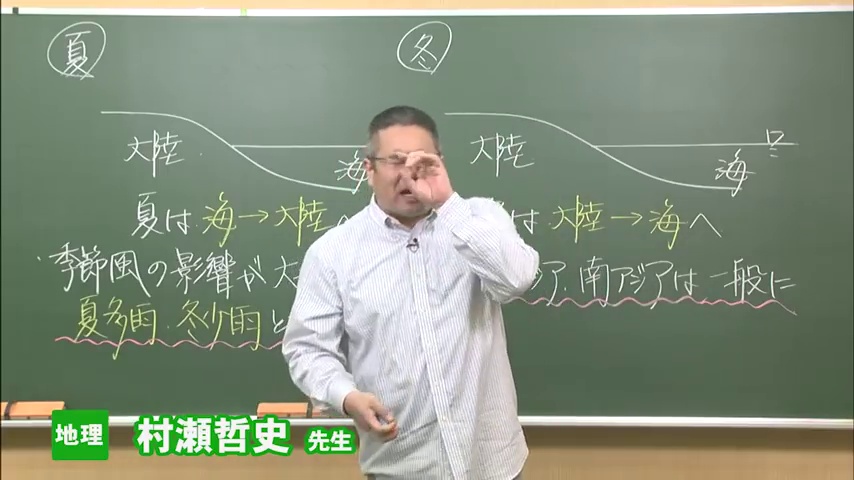 夏
冬
大陸
海
大陸
海
夏は 海→大陸
は 大陸→海へ
・季節風の影響が大
ジア、南アジアは一般に
夏多雨、冬少雨と
地理 村瀬哲史 先生